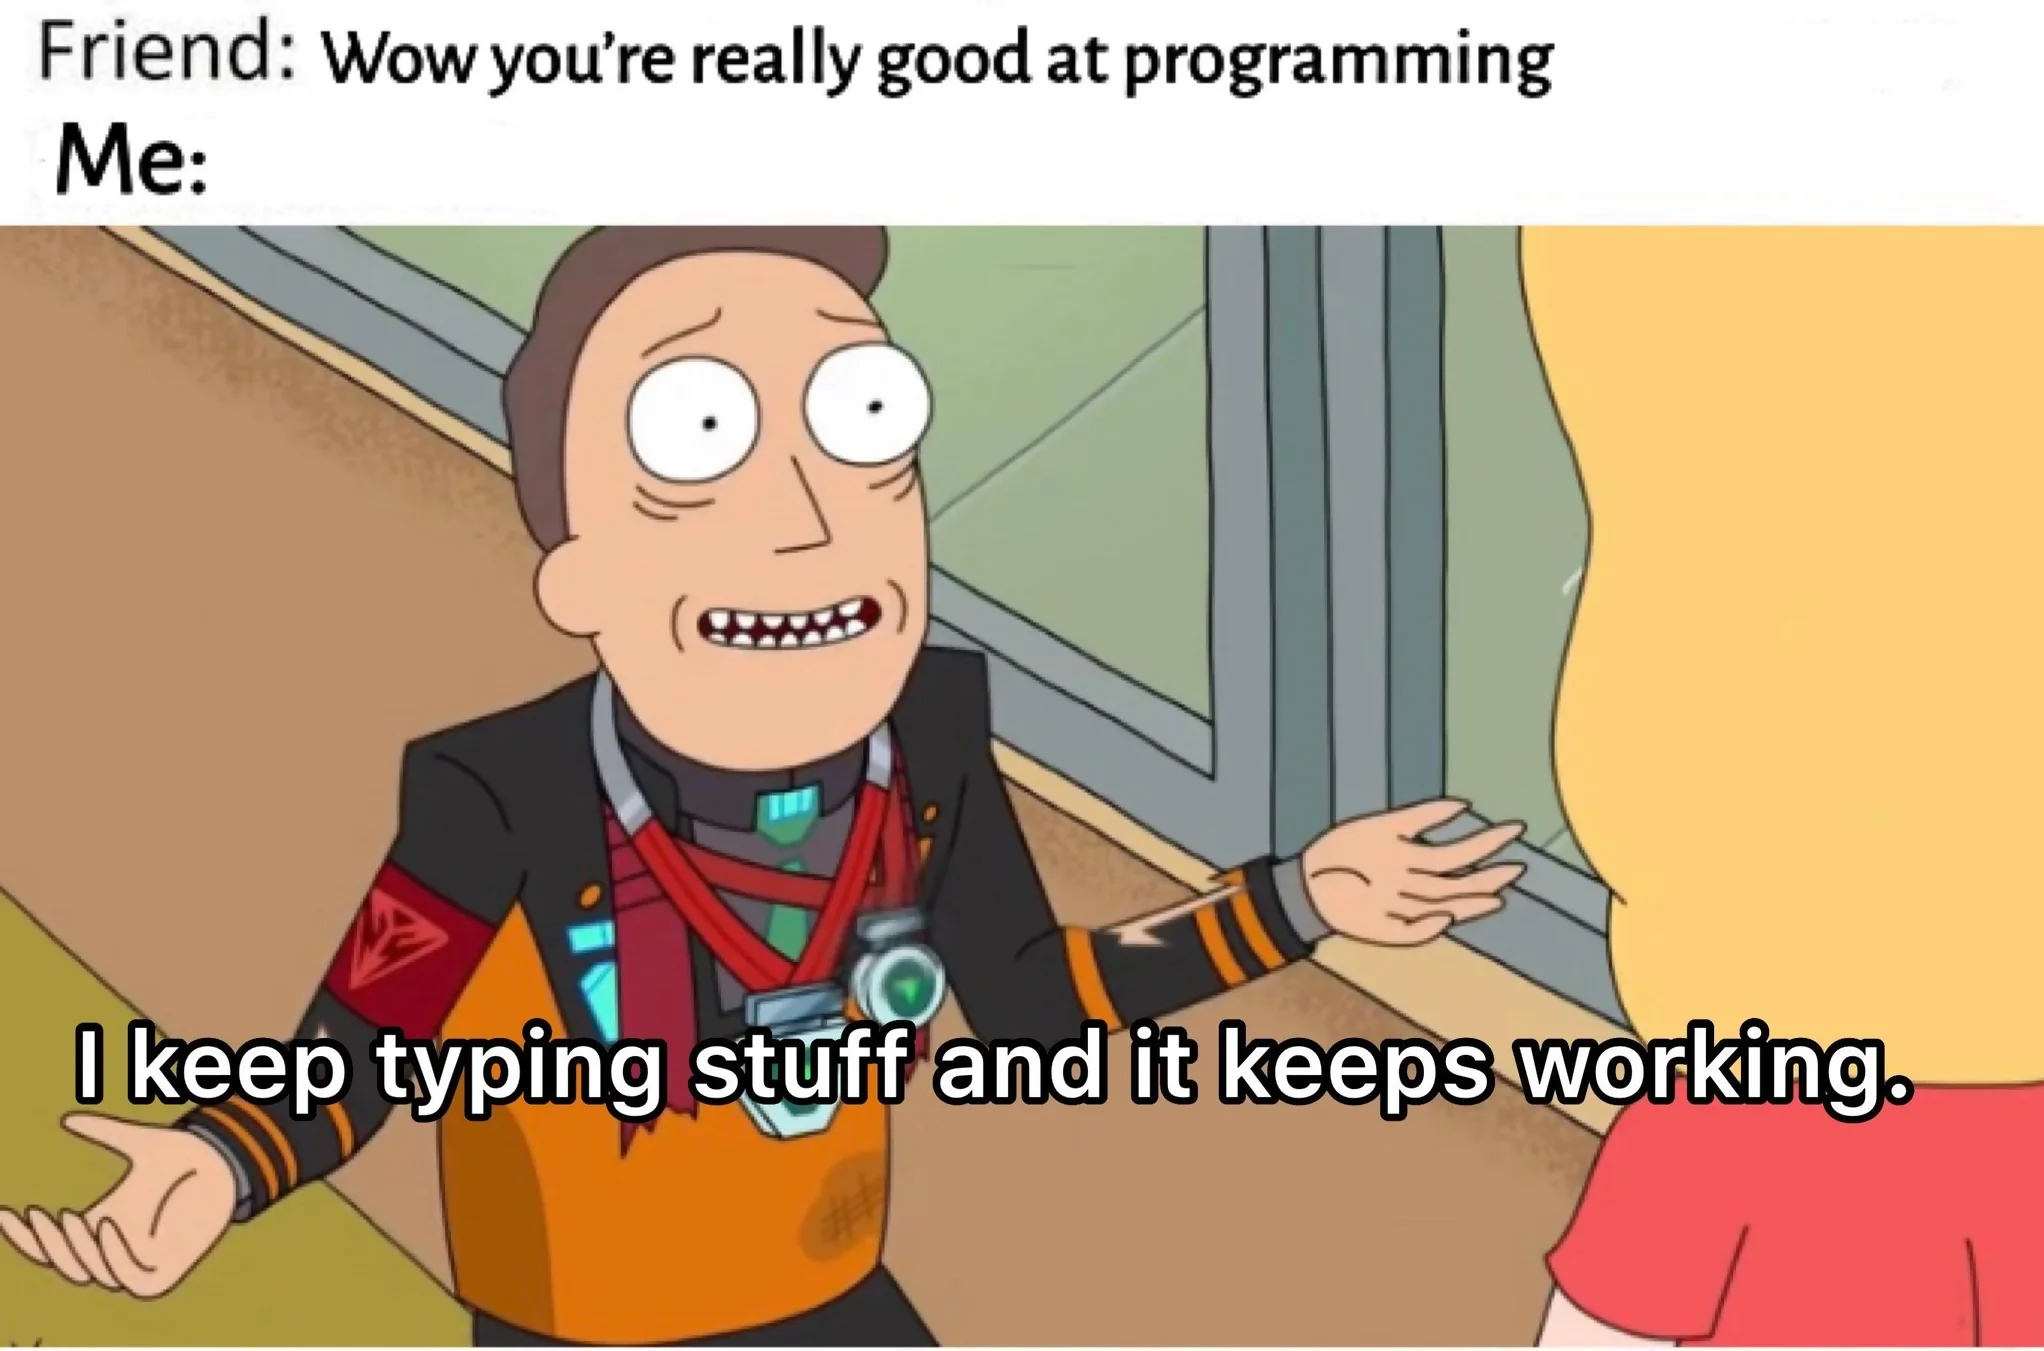 Friend: Wow you're really good at programming
Me:
I keep typing stuff and it keeps working.